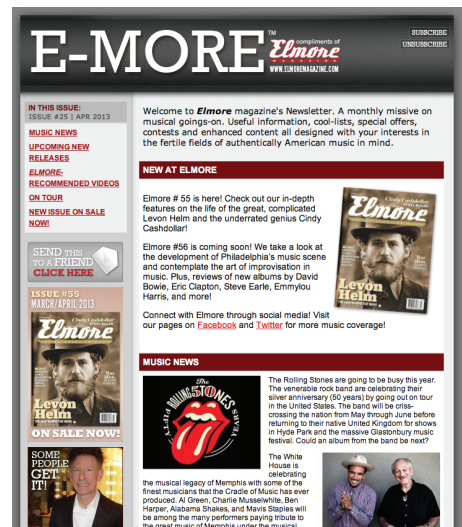 E-MORE™
compliments of
Elmore
MAGAZINE
WWW.ELMOREMAGAZINE.COM
SUBSCRIBE
UNSUBSCRIBE
IN THIS ISSUE:
ISSUE #25 | APR 2013
MUSIC NEWS
UPCOMING NEW
RELEASES
ELMORE-
RECOMMENDED VIDEOS
ON TOUR
NEW ISSUE ON SALE
NOW!
SEND THIS
TO A FRIEND
CLICK HERE
ISSUE #55
MARCH/APRIL 2013
Cindy Cashdollar
Elmore
Levon
Helm
ON SALE NOW!
SOME
PEOPLE
GET
IT!
Welcome to Elmore magazine's Newsletter. A monthly missive on
musical goings-on. Useful information, cool-lists, special offers,
contests and enhanced content all designed with your interests in
the fertile fields of authentically American music in mind.
NEW AT ELMORE
Elmore # 55 is here! Check out our in-depth
features on the life of the great, complicated
Levon Helm and the underrated genius Cindy
Cashdollar!
Elmore #56 is coming soon! We take a look at
the development of Philadelphia's music scene
and contemplate the art of improvisation in
music. Plus, reviews of new albums by David
Bowie, Eric Clapton, Steve Earle, Emmylou
Harris, and more!
Connect with Elmore through social media! Visit
our pages on Facebook and Twitter for more music coverage!
Cindy Cashdollar
Elmore
Levon
Helm
MUSIC NEWS
The
ROLLING STONES
FIFTY 50 YEARS
The Rolling Stones are going to be busy this year.
The venerable rock band are celebrating their
silver anniversary (50 years) by going out on tour
in the United States. The band will be criss-
crossing the nation from May through June before
returning to their native United Kingdom for shows
in Hyde Park and the massive Glastonbury music
festival. Could an album from the band be next?
The White
House is
celebrating
the musical legacy of Memphis with some of the
finest musicians that the Cradle of Music has ever
produced. Al Green, Charlie Musselwhite, Ben
Harper, Alabama Shakes, and Mavis Staples will
be among the many performers paying tribute to
the great music of Memphis under the musical